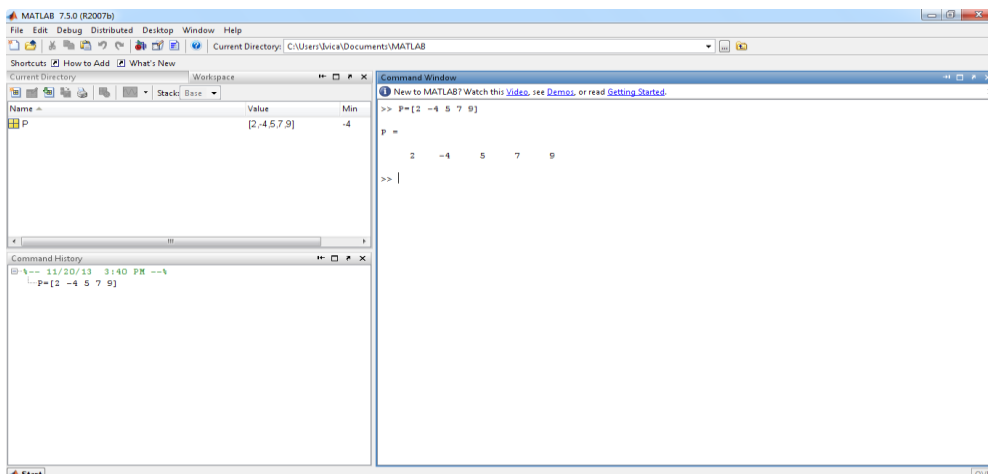 MATLAB 7.5.0 (R2007b)
File Edit Debug Distributed Desktop Window Help
Current Directory: C:\Users\Ivica\Documents\MATLAB
Shortcuts How to Add What's New
Current Directory Workspace
Stack: Base
Name Value Min
P [2,-4,5,7,9] -4
Command History
%-- 11/20/13 3:40 PM --%
P=[2 -4 5 7 9]
Command Window
New to MATLAB? Watch this Video, see Demos, or read Getting Started.
>> P=[2 -4 5 7 9]
P =
2 -4 5 7 9
>>
Start
OVR